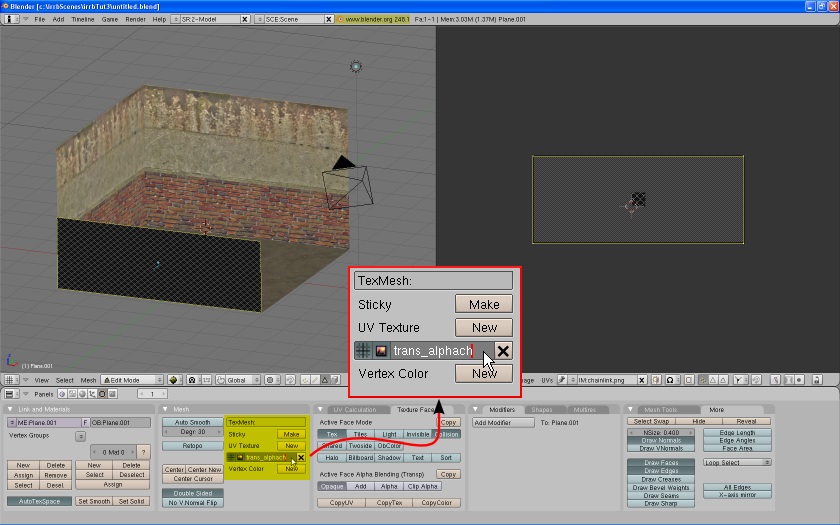 Blender [c:\IrrbScenes\irrbTut3\untitled.blend]
File Add Timeline Game Render Help SR:2-Model SCE:Scene www.blender.org 248.1 Fa:1-1 | Mem:3.03M (1.37M) Plane.001
TexMesh:
Sticky Make
UV Texture New
trans_alphach
Vertex Color New
(1) Plane.001
View Select Mesh Edit Mode Global
UVs IM:chainlink.png
Panels 1
Link and Materials
ME:Plane.001 F OB:Plane.001
Vertex Groups
0 Mat 0 ?
New Delete New Delete
Assign Remove Select Deselect
Select Desel. Assign
AutoTexSpace Set Smooth Set Solid
Mesh
Auto Smooth
Degr: 30
Retopo
Center Center New
Center Cursor
Double Sided
No V.Normal Flip
TexMesh:
Sticky Make
UV Texture New
trans_alphach
Vertex Color New
UV Calculation Texture Face
Active Face Mode Copy
Tex Tiles Light Invisible Collision
Shared Twoside ObColor
Halo Billboard Shadow Text Sort
Active Face Alpha Blending (Transp) Copy
Opaque Add Alpha Clip Alpha
CopyUV CopyTex CopyColor
Modifiers Shapes Multires
Add Modifier To: Plane.001
Mesh Tools More
Select Swap Hide Reveal
NSize: 0.400
Draw Normals
Draw VNormals
Edge Length
Edge Angles
Face Area
Draw Faces
Draw Edges
Draw Creases
Draw Bevel Weights
Draw Seams
Draw Sharp
Loop Select
All Edges
X-axis mirror